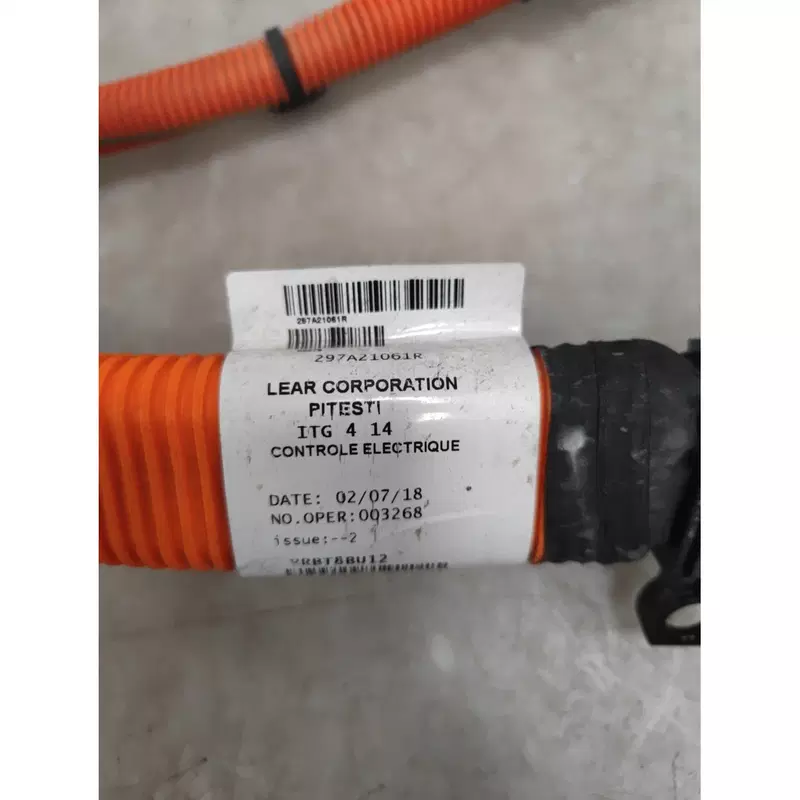 297A21061R
297A21061R
LEAR CORPORATION
PITESTI
ITG 4 14
CONTROLE ELECTRIQUE
DATE: 02/07/18
NO.OPER:003268
issue:--2